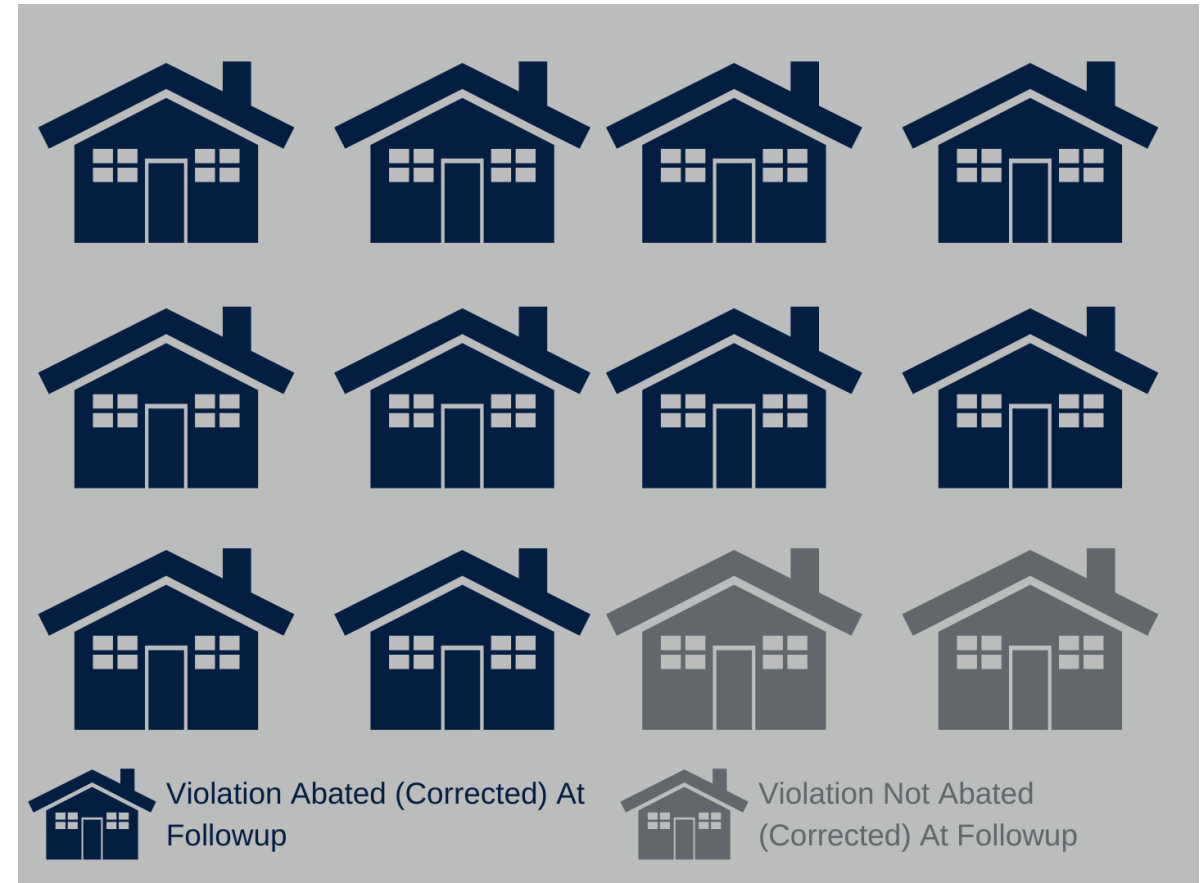 Violation Abated (Corrected) At
Followup
Violation Not Abated
(Corrected) At Followup